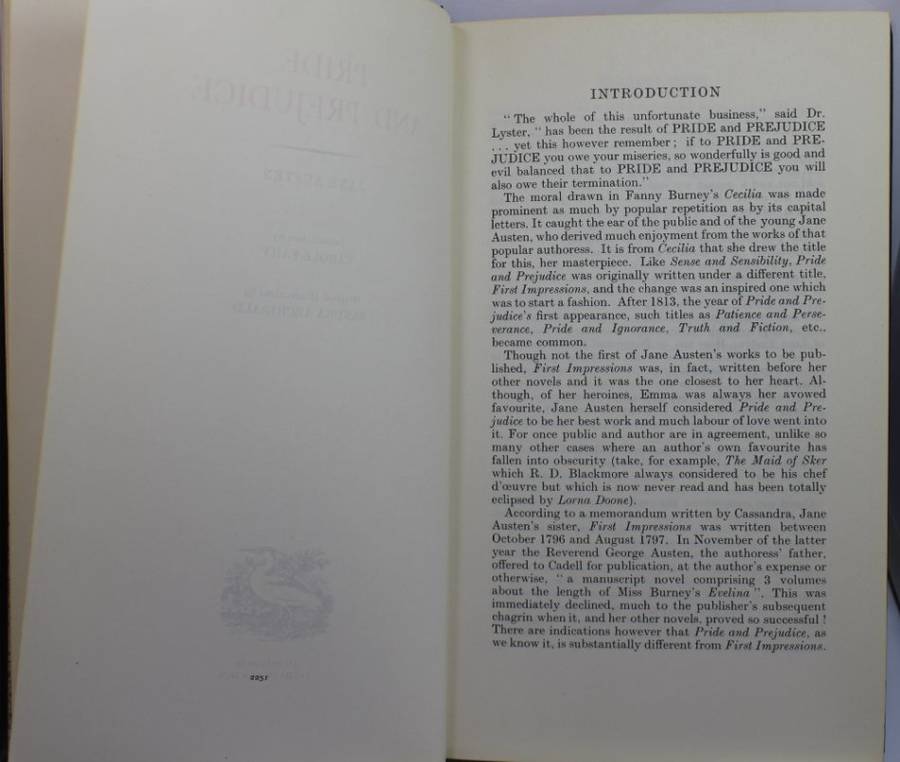 2251
INTRODUCTION
“ The whole of this unfortunate business,” said Dr.
Lyster, “ has been the result of PRIDE and PREJUDICE
. . . yet this however remember ; if to PRIDE and PRE-
JUDICE you owe your miseries, so wonderfully is good and
evil balanced that to PRIDE and PREJUDICE you will
also owe their termination.”
The moral drawn in Fanny Burney's Cecilia was made
prominent as much by popular repetition as by its capital
letters. It caught the ear of the public and of the young Jane
Austen, who derived much enjoyment from the works of that
popular authoress. It is from Cecilia that she drew the title
for this, her masterpiece. Like Sense and Sensibility, Pride
and Prejudice was originally written under a different title,
First Impressions, and the change was an inspired one which
was to start a fashion. After 1813, the year of Pride and Pre-
judice's first appearance, such titles as Patience and Perse-
verance, Pride and Ignorance, Truth and Fiction, etc..
became common.
Though not the first of Jane Austen's works to be pub-
lished, First Impressions was, in fact, written before her
other novels and it was the one closest to her heart. Al-
though, of her heroines, Emma was always her avowed
favourite, Jane Austen herself considered Pride and Pre-
judice to be her best work and much labour of love went into
it. For once public and author are in agreement, unlike so
many other cases where an author's own favourite has
fallen into obscurity (take, for example, The Maid of Sker
which R. D. Blackmore always considered to be his chef
d'œuvre but which is now never read and has been totally
eclipsed by Lorna Doone).
According to a memorandum written by Cassandra, Jane
Austen's sister, First Impressions was written between
October 1796 and August 1797. In November of the latter
year the Reverend George Austen, the authoress' father,
offered to Cadell for publication, at the author's expense or
otherwise, “ a manuscript novel comprising 3 volumes
about the length of Miss Burney's Evelina ”. This was
immediately declined, much to the publisher's subsequent
chagrin when it, and her other novels, proved so successful !
There are indications however that Pride and Prejudice, as
we know it, is substantially different from First Impressions.